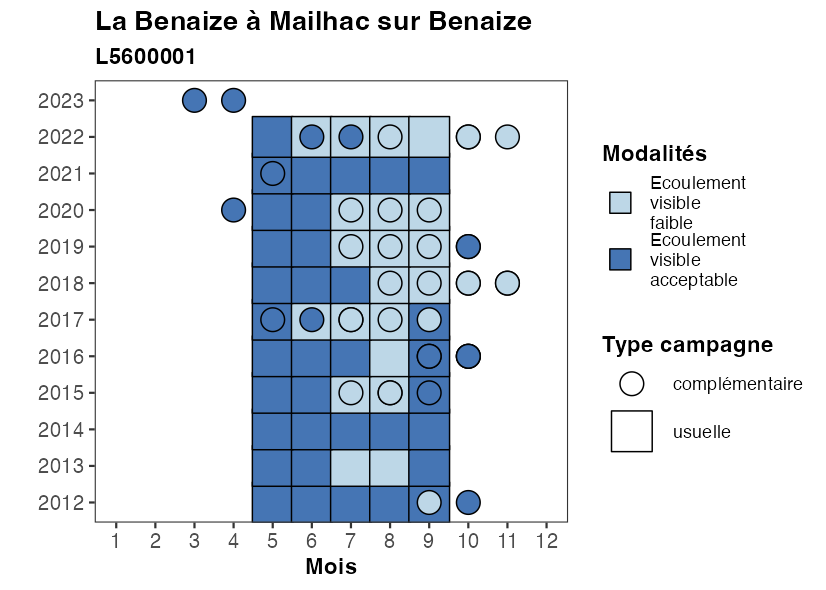 La Benaize à Mailhac sur Benaize
L5600001
2023
2022
2021
2020
2019
2018
2017
2016
2015
2014
2013
2012
1 2 3 4 5 6 7 8 9 10 11 12
Mois
Modalités
Ecoulement
visible
faible
Ecoulement
visible
acceptable
Type campagne
complémentaire
usuelle